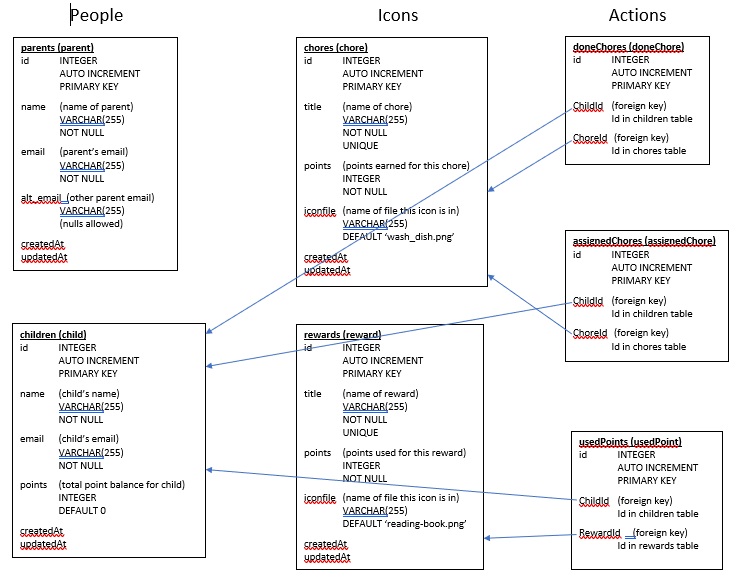 People
Icons
Actions
parents (parent)
id INTEGER
AUTO INCREMENT
PRIMARY KEY
name (name of parent)
VARCHAR(255)
NOT NULL
email (parent's email)
VARCHAR(255)
NOT NULL
alt_email (other parent email)
VARCHAR(255)
(nulls allowed)
createdAt
updatedAt
children (child)
id INTEGER
AUTO INCREMENT
PRIMARY KEY
name (child's name)
VARCHAR(255)
NOT NULL
email (child's email)
VARCHAR(255)
NOT NULL
points (total point balance for child)
INTEGER
DEFAULT 0
createdAt
updatedAt
chores (chore)
id INTEGER
AUTO INCREMENT
PRIMARY KEY
title (name of chore)
VARCHAR(255)
NOT NULL
UNIQUE
points (points earned for this chore)
INTEGER
NOT NULL
iconfile (name of file this icon is in)
VARCHAR(255)
DEFAULT 'wash_dish.png'
createdAt
updatedAt
rewards (reward)
id INTEGER
AUTO INCREMENT
PRIMARY KEY
title (name of reward)
VARCHAR(255)
NOT NULL
UNIQUE
points (points used for this reward)
INTEGER
NOT NULL
iconfile (name of file this icon is in)
VARCHAR(255)
DEFAULT 'reading-book.png'
createdAt
updatedAt
doneChores (doneChore)
id INTEGER
AUTO INCREMENT
PRIMARY KEY
ChildId (foreign key)
Id in children table
ChoreId (foreign key)
Id in chores table
assignedChores (assignedChore)
id INTEGER
AUTO INCREMENT
PRIMARY KEY
ChildId (foreign key)
Id in children table
ChoreId (foreign key)
Id in chores table
usedPoints (usedPoint)
id INTEGER
AUTO INCREMENT
PRIMARY KEY
ChildId (foreign key)
Id in children table
RewardId (foreign key)
Id in rewards table